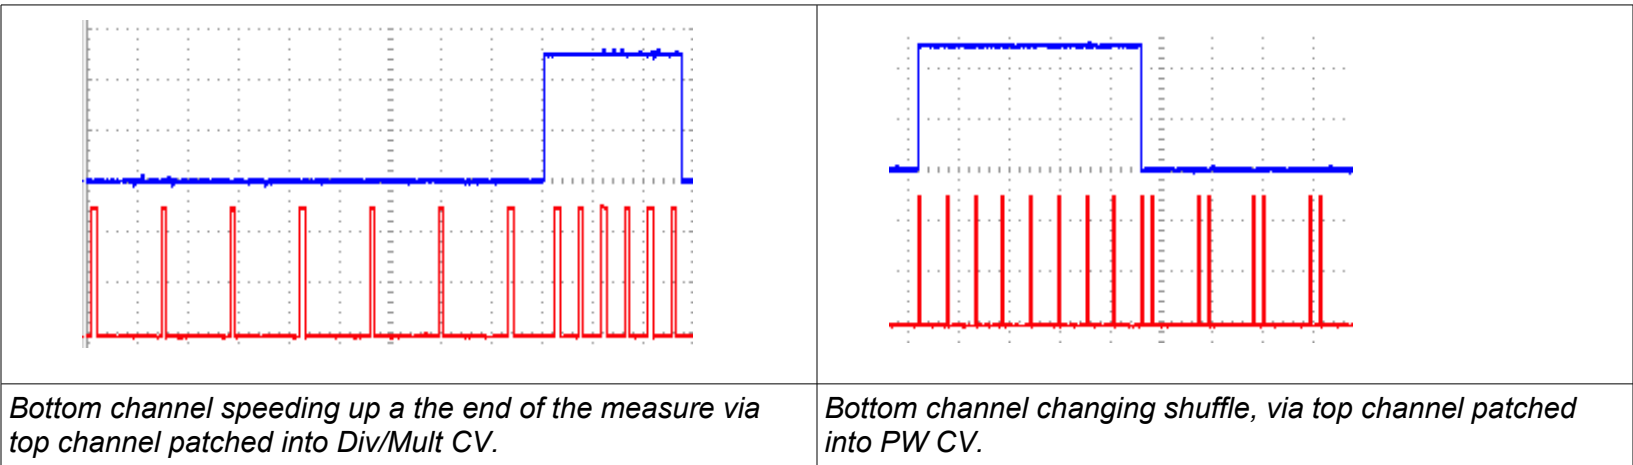 Bottom channel speeding up a the end of the measure via
top channel patched into Div/Mult CV.
Bottom channel changing shuffle, via top channel patched
into PW CV.